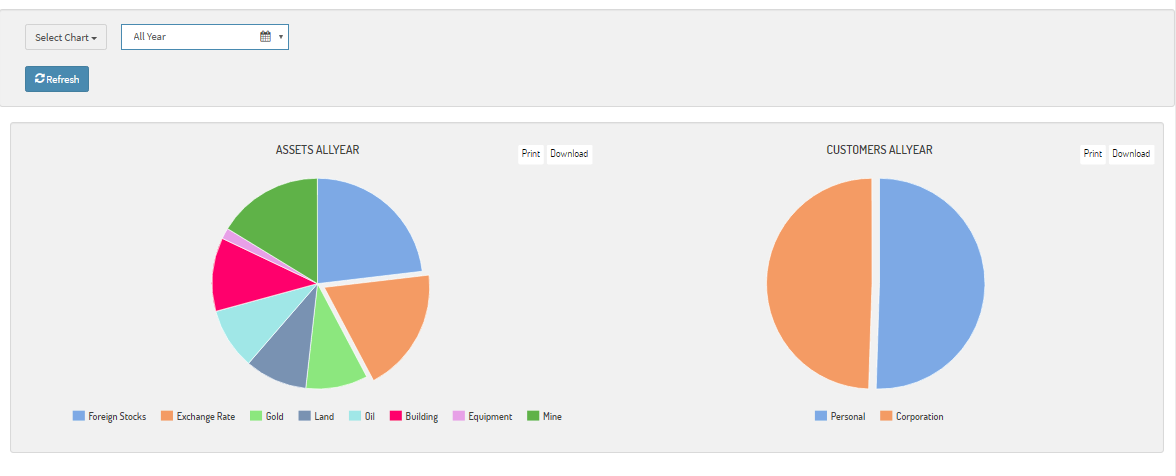 Select Chart
All Year
Refresh
ASSETS ALLYEAR
Print Download
CUSTOMERS ALLYEAR
Print Download
Foreign Stocks Exchange Rate Gold Land Oil Building Equipment Mine
Personal Corporation